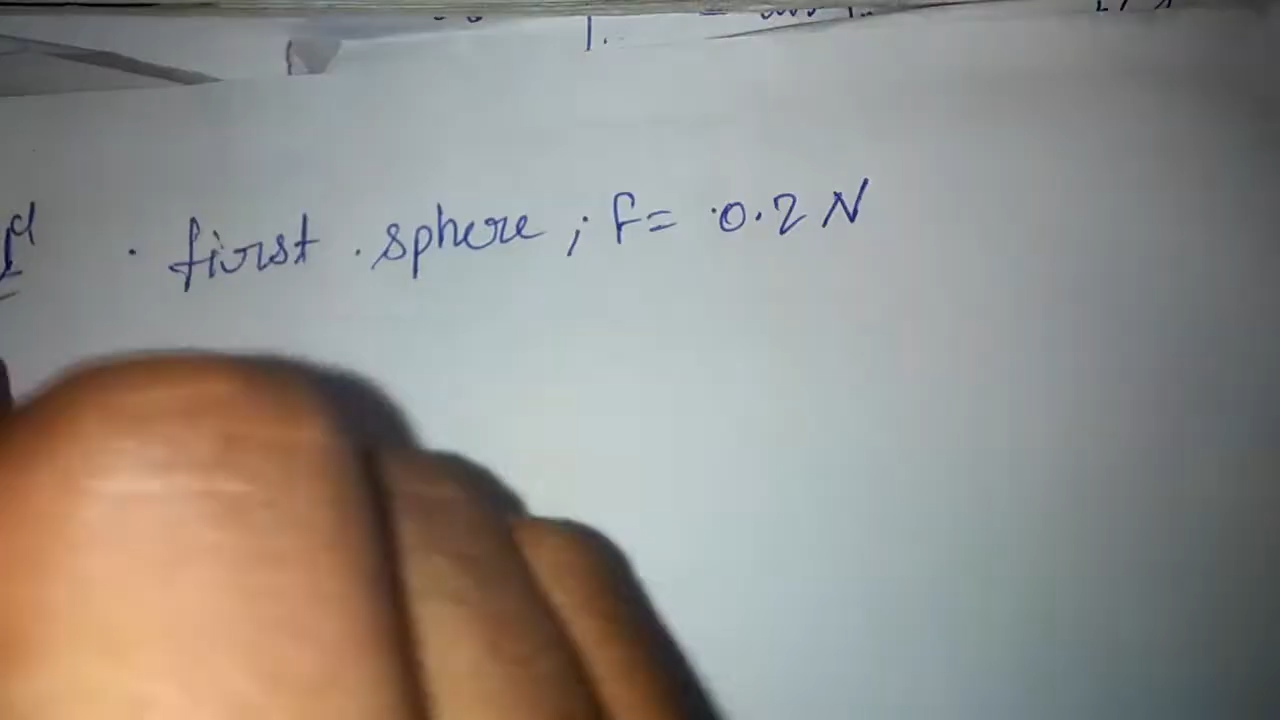 first sphere ; F = 0.2 N